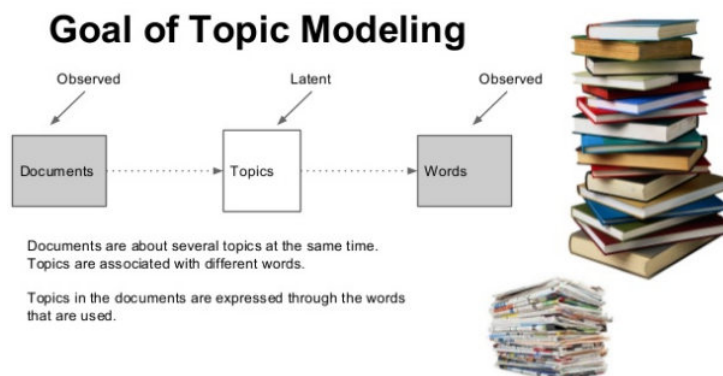 Goal of Topic Modeling
Observed
Latent
Observed
Documents
Topics
Words
Documents are about several topics at the same time.
Topics are associated with different words.
Topics in the documents are expressed through the words
that are used.